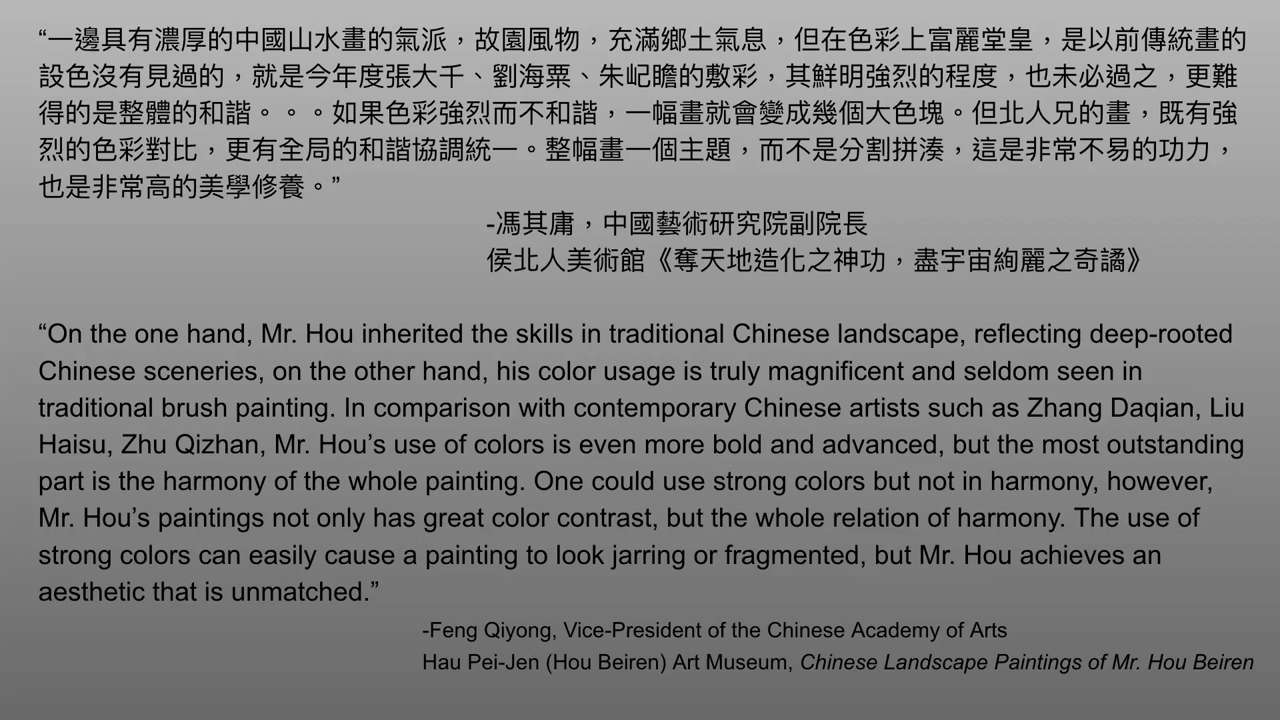 “一邊具有濃厚的中國山水畫的氣派，故園風物，充滿鄉土氣息，但在色彩上富麗堂皇，是以前傳統畫的
設色沒有見過的，就是今年度張大千、劉海粟、朱屺瞻的敷彩，其鮮明強烈的程度，也未必過之，更難
得的是整體的和諧。。。如果色彩強烈而不和諧，一幅畫就會變成幾個大色塊。但北人兄的畫，既有強
烈的色彩對比，更有全局的和諧協調統一。整幅畫一個主題，而不是分割拼湊，這是非常不易的功力，
也是非常高的美學修養。”
-馮其庸，中國藝術研究院副院長
侯北人美術館《奪天地造化之神功，盡宇宙絢麗之奇譎》
“On the one hand, Mr. Hou inherited the skills in traditional Chinese landscape, reflecting deep-rooted
Chinese sceneries, on the other hand, his color usage is truly magnificent and seldom seen in
traditional brush painting. In comparison with contemporary Chinese artists such as Zhang Daqian, Liu
Haisu, Zhu Qizhan, Mr. Hou’s use of colors is even more bold and advanced, but the most outstanding
part is the harmony of the whole painting. One could use strong colors but not in harmony, however,
Mr. Hou’s paintings not only has great color contrast, but the whole relation of harmony. The use of
strong colors can easily cause a painting to look jarring or fragmented, but Mr. Hou achieves an
aesthetic that is unmatched.”
-Feng Qiyong, Vice-President of the Chinese Academy of Arts
Hau Pei-Jen (Hou Beiren) Art Museum, Chinese Landscape Paintings of Mr. Hou Beiren